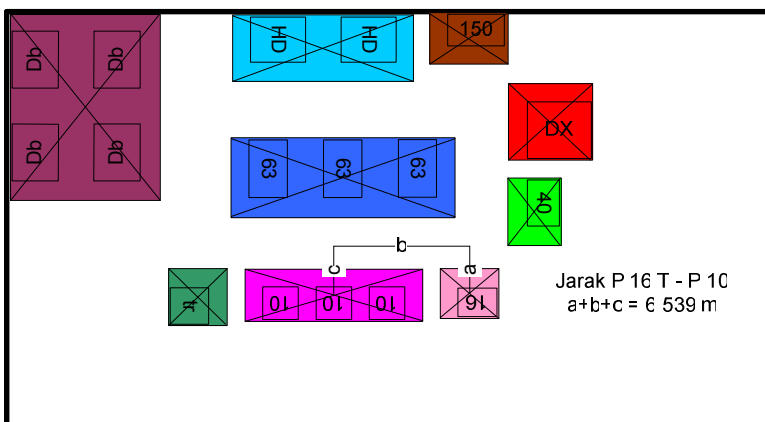 Db Db HD HD 150
DX
Db Db 63 63 63
40
b
c a
Jarak P 16 T - P 10
a+b+c = 6 539 m
tr 10 10 10 16